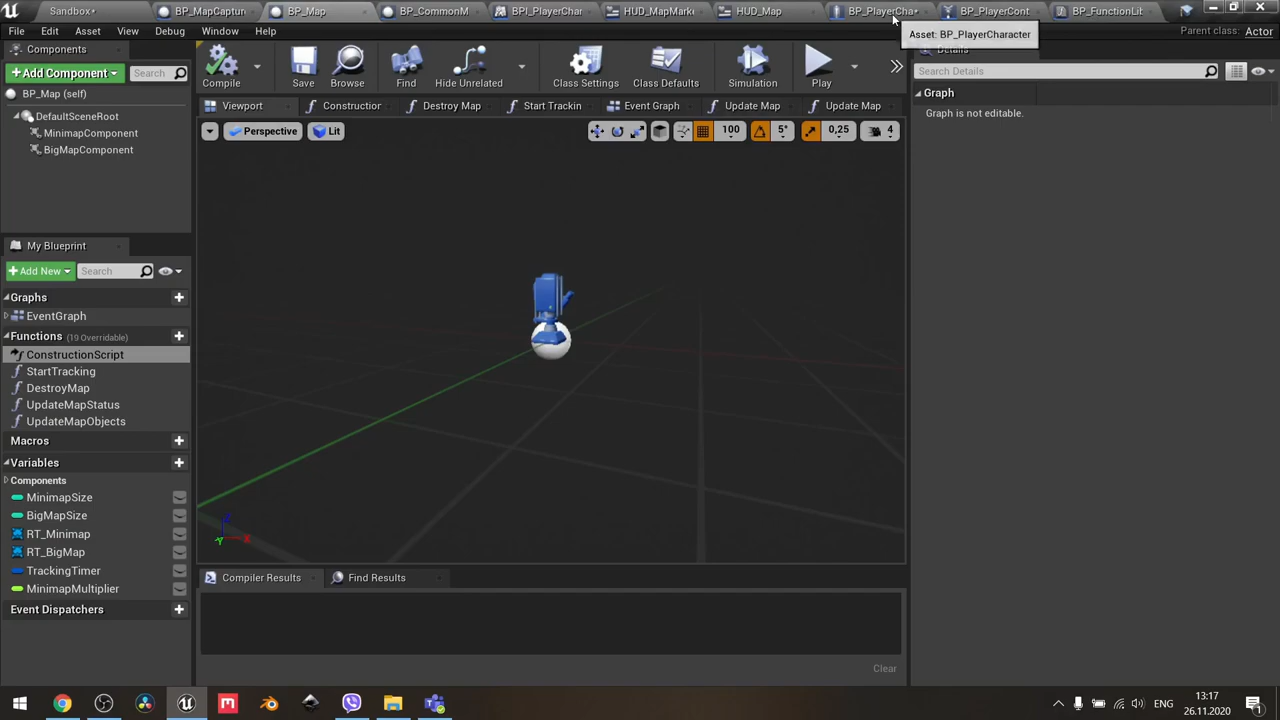 Sandbox•
BP_MapCaptur
BP_Map
BP_CommonM
BPI_PlayerChar
HUD_MapMark
HUD_Map
BP_PlayerCha•
BP_PlayerCont
BP_FunctionLit
File
Edit
Asset
View
Debug
Window
Help
Asset: BP_PlayerCharacter
Parent class: Actor
Components
Details
Add Component
Search
Compile
Save
Browse
Find
Hide Unrelated
Class Settings
Class Defaults
Simulation
Play
Search Details
BP_Map (self)
Graph
Graph is not editable.
Viewport
Constructior
Destroy Map
Start Trackin
Event Graph
Update Map
Update Map
DefaultSceneRoot
MinimapComponent
BigMapComponent
Perspective
Lit
100
5°
0,25
4
My Blueprint
Add New
Search
Graphs
EventGraph
Functions (19 Overridable)
ConstructionScript
StartTracking
DestroyMap
UpdateMapStatus
UpdateMapObjects
Macros
Variables
Components
MinimapSize
BigMapSize
RT_Minimap
RT_BigMap
TrackingTimer
MinimapMultiplier
Event Dispatchers
Z
X
Y
Compiler Results
Find Results
Clear
ENG
13:17
26.11.2020
1